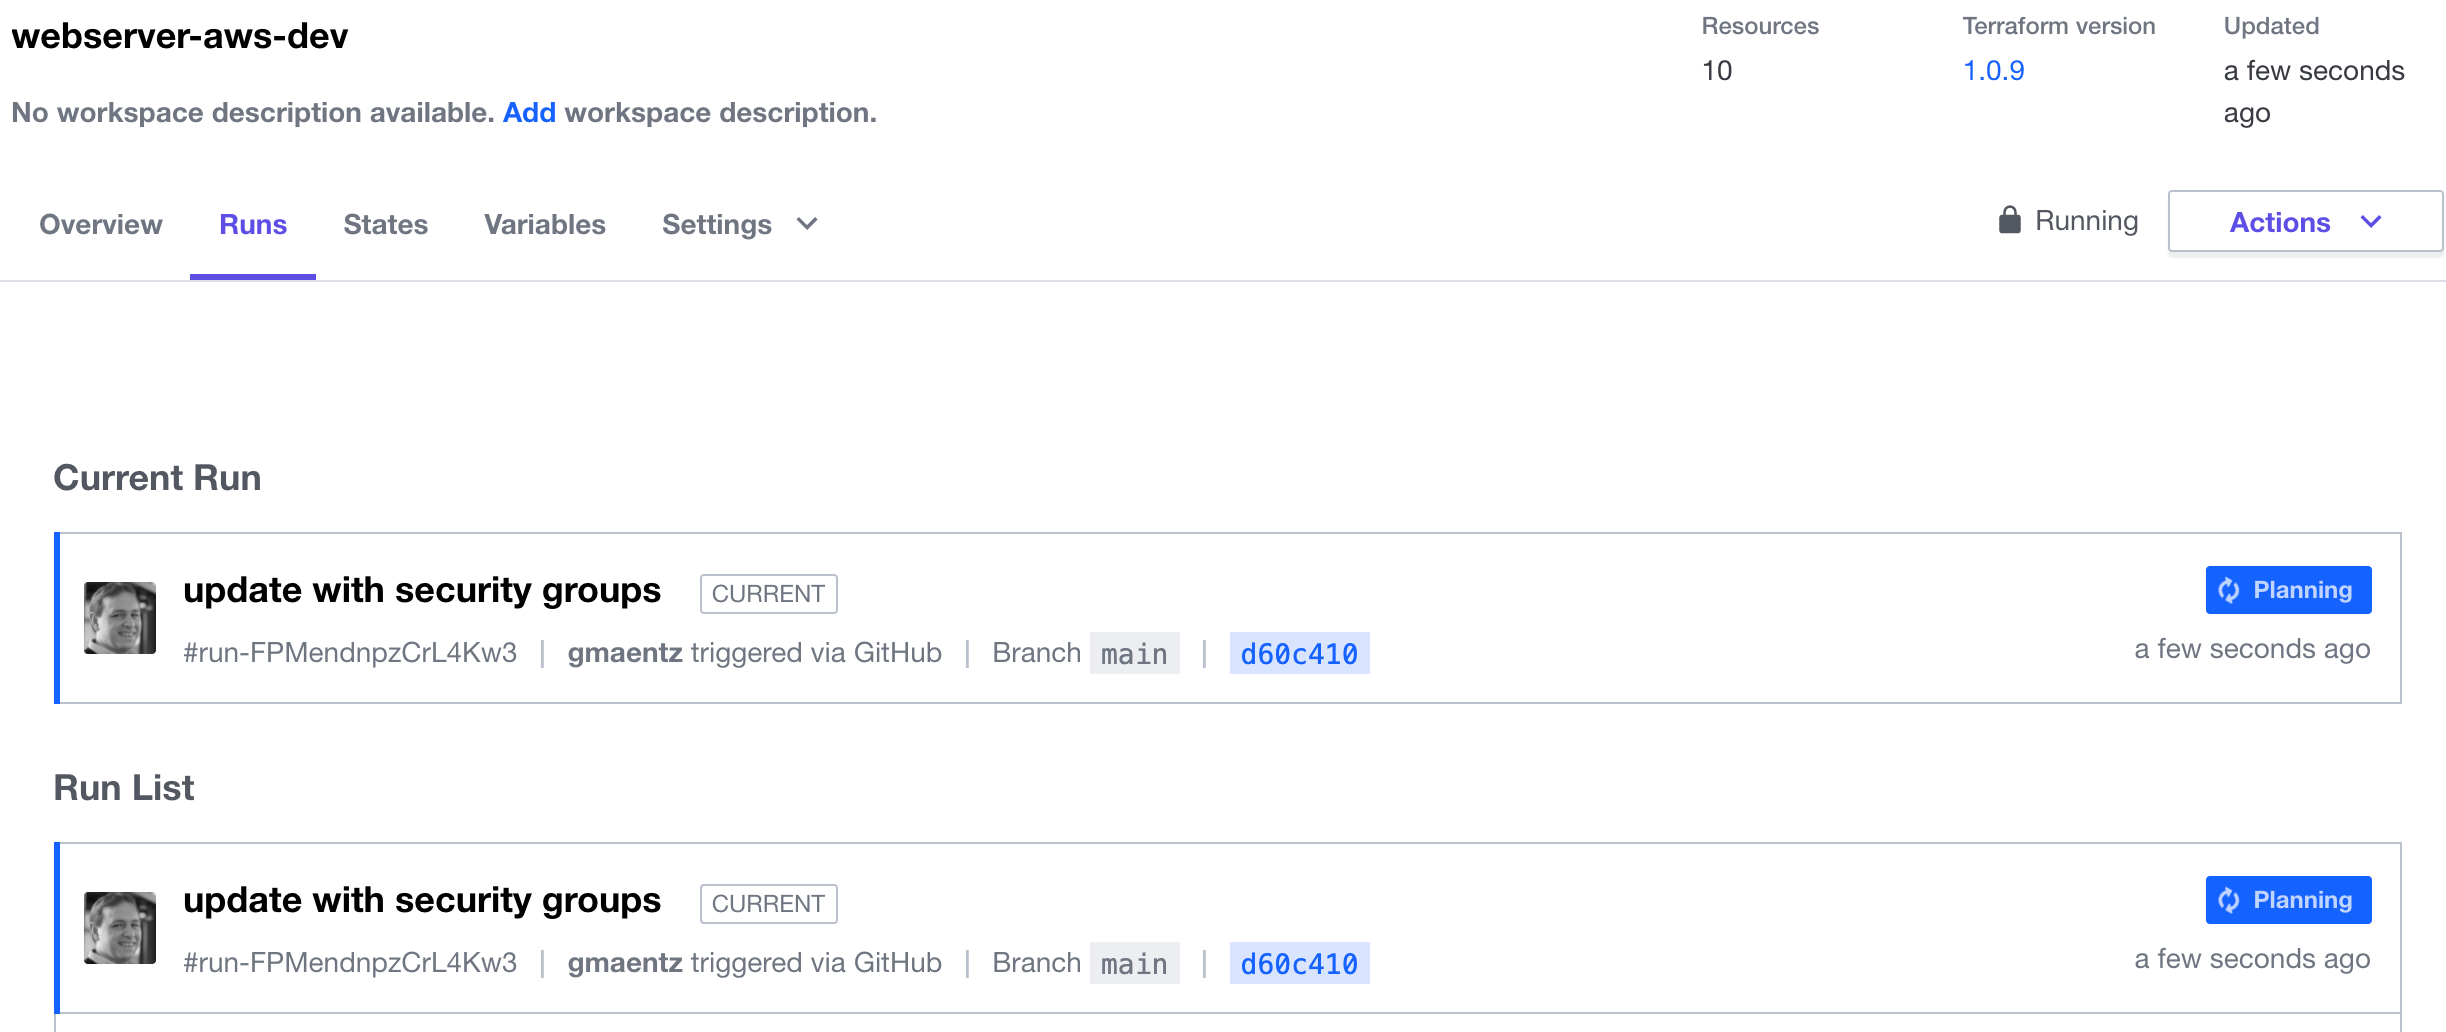 webserver-aws-dev
Resources
10
Terraform version
1.0.9
Updated
a few seconds
ago
No workspace description available. Add workspace description.
Overview Runs States Variables Settings Running Actions
Current Run
update with security groups CURRENT Planning
#run-FPMendnpzCrL4Kw3 | gmaentz triggered via GitHub | Branch main | d60c410 a few seconds ago
Run List
update with security groups CURRENT Planning
#run-FPMendnpzCrL4Kw3 | gmaentz triggered via GitHub | Branch main | d60c410 a few seconds ago